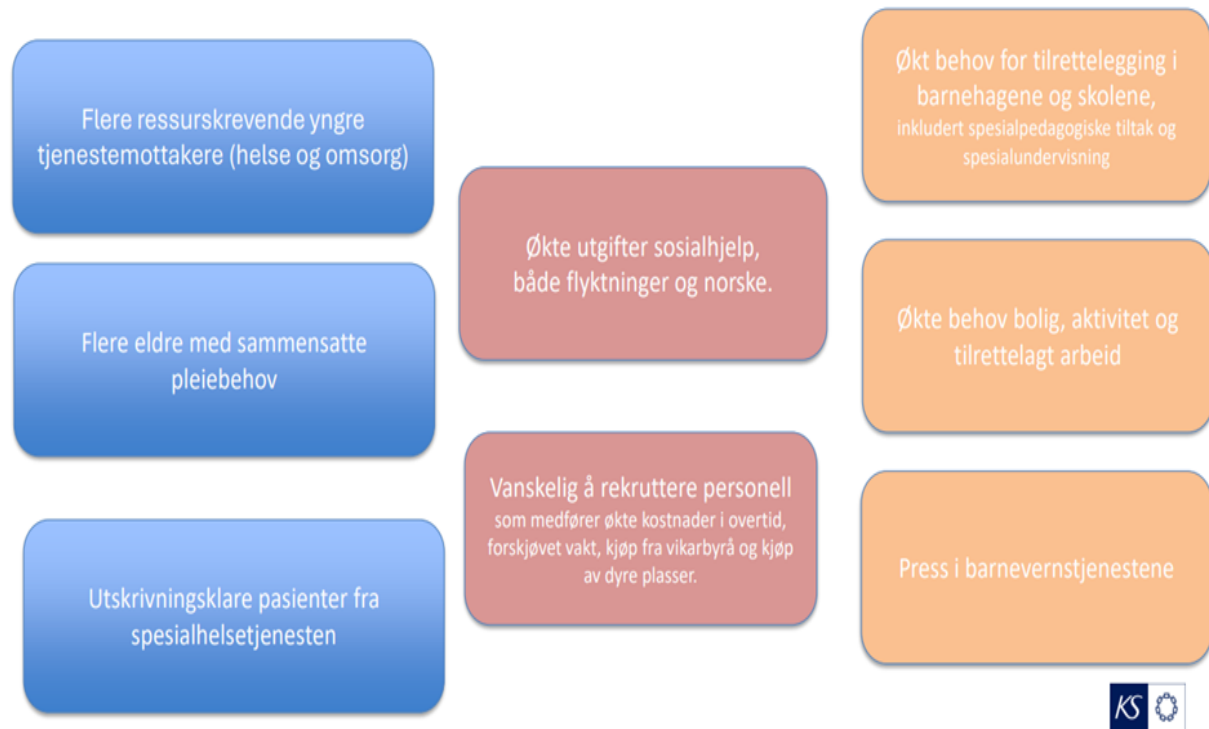 Flere ressurskrevende yngre
tjenestemottakere (helse og omsorg)
Flere eldre med sammensatte
pleiebehov
Utskrivningsklare pasienter fra
spesialhelsetjenesten
Økte utgifter sosialhjelp,
både flyktninger og norske.
Vanskelig å rekruttere personell
som medfører økte kostnader i overtid,
forskjøvet vakt, kjøp fra vikarbyrå og kjøp
av dyre plasser.
Økt behov for tilrettelegging i
barnehagene og skolene,
inkludert spesialpedagogiske tiltak og
spesialundervisning
Økte behov bolig, aktivitet og
tilrettelagt arbeid
Press i barnevernstjenestene
KS